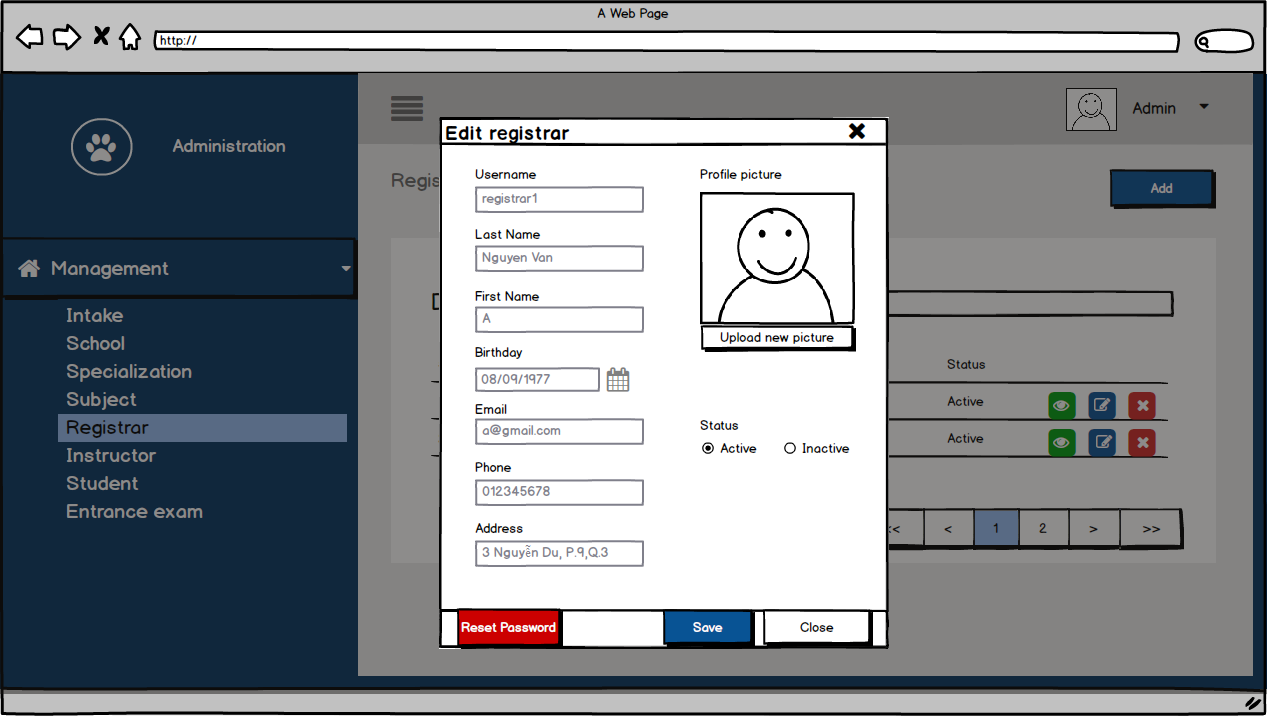 A Web Page
http://
Administration
Admin
Regis
Add
Management
Intake
School
Specialization
Subject
Registrar
Instructor
Student
Entrance exam
Edit registrar
Username
registrar1
Last Name
Nguyen Van
First Name
A
Birthday
08/09/1977
Email
a@gmail.com
Phone
012345678
Address
3 Nguyễn Du, P.9,Q.3
Profile picture
Upload new picture
Status
Active Inactive
Reset Password Save Close
Status
Active
Active
<< < 1 2 > >>